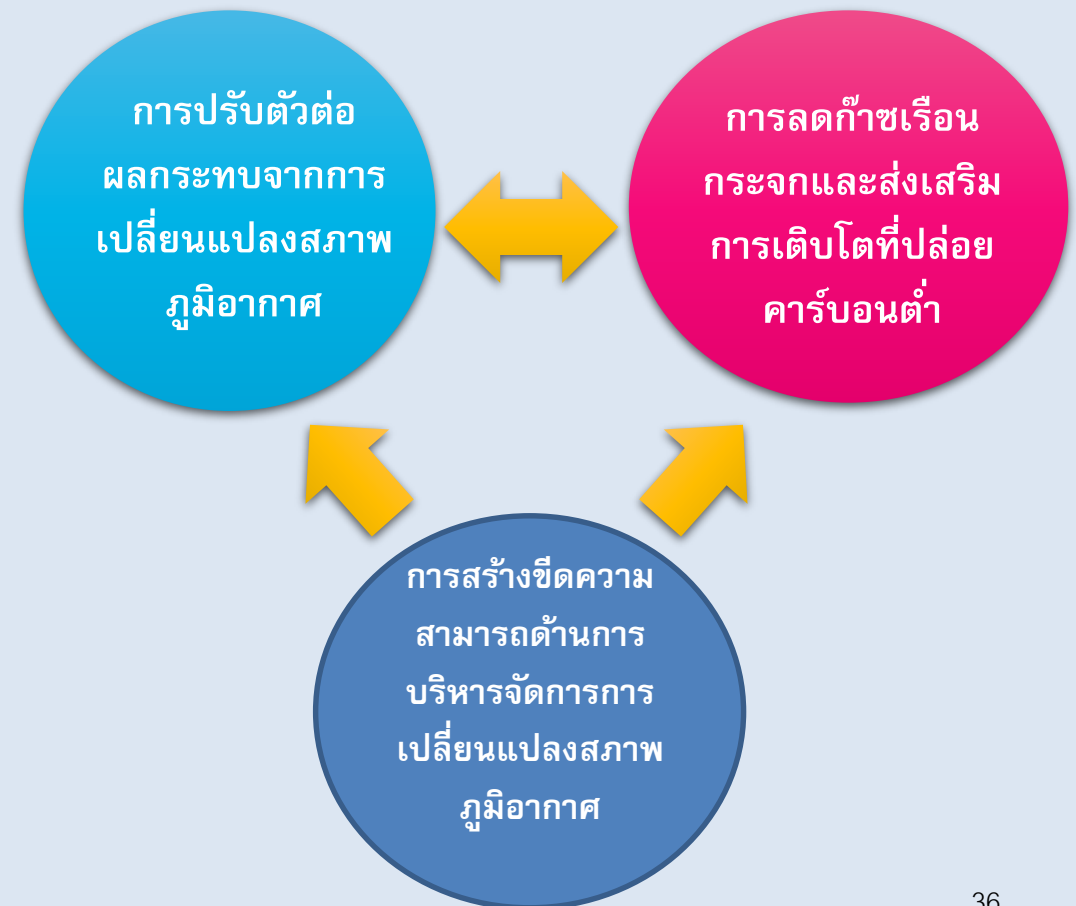 การปรับตัวต่อ
ผลกระทบจากการ
เปลี่ยนแปลงสภาพ
ภูมิอากาศ
การลดก๊าซเรือน
กระจกและส่งเสริม
การเติบโตที่ปล่อย
คาร์บอนต่ำ
การสร้างขีดความ
สามารถด้านการ
บริหารจัดการการ
เปลี่ยนแปลงสภาพ
ภูมิอากาศ
36